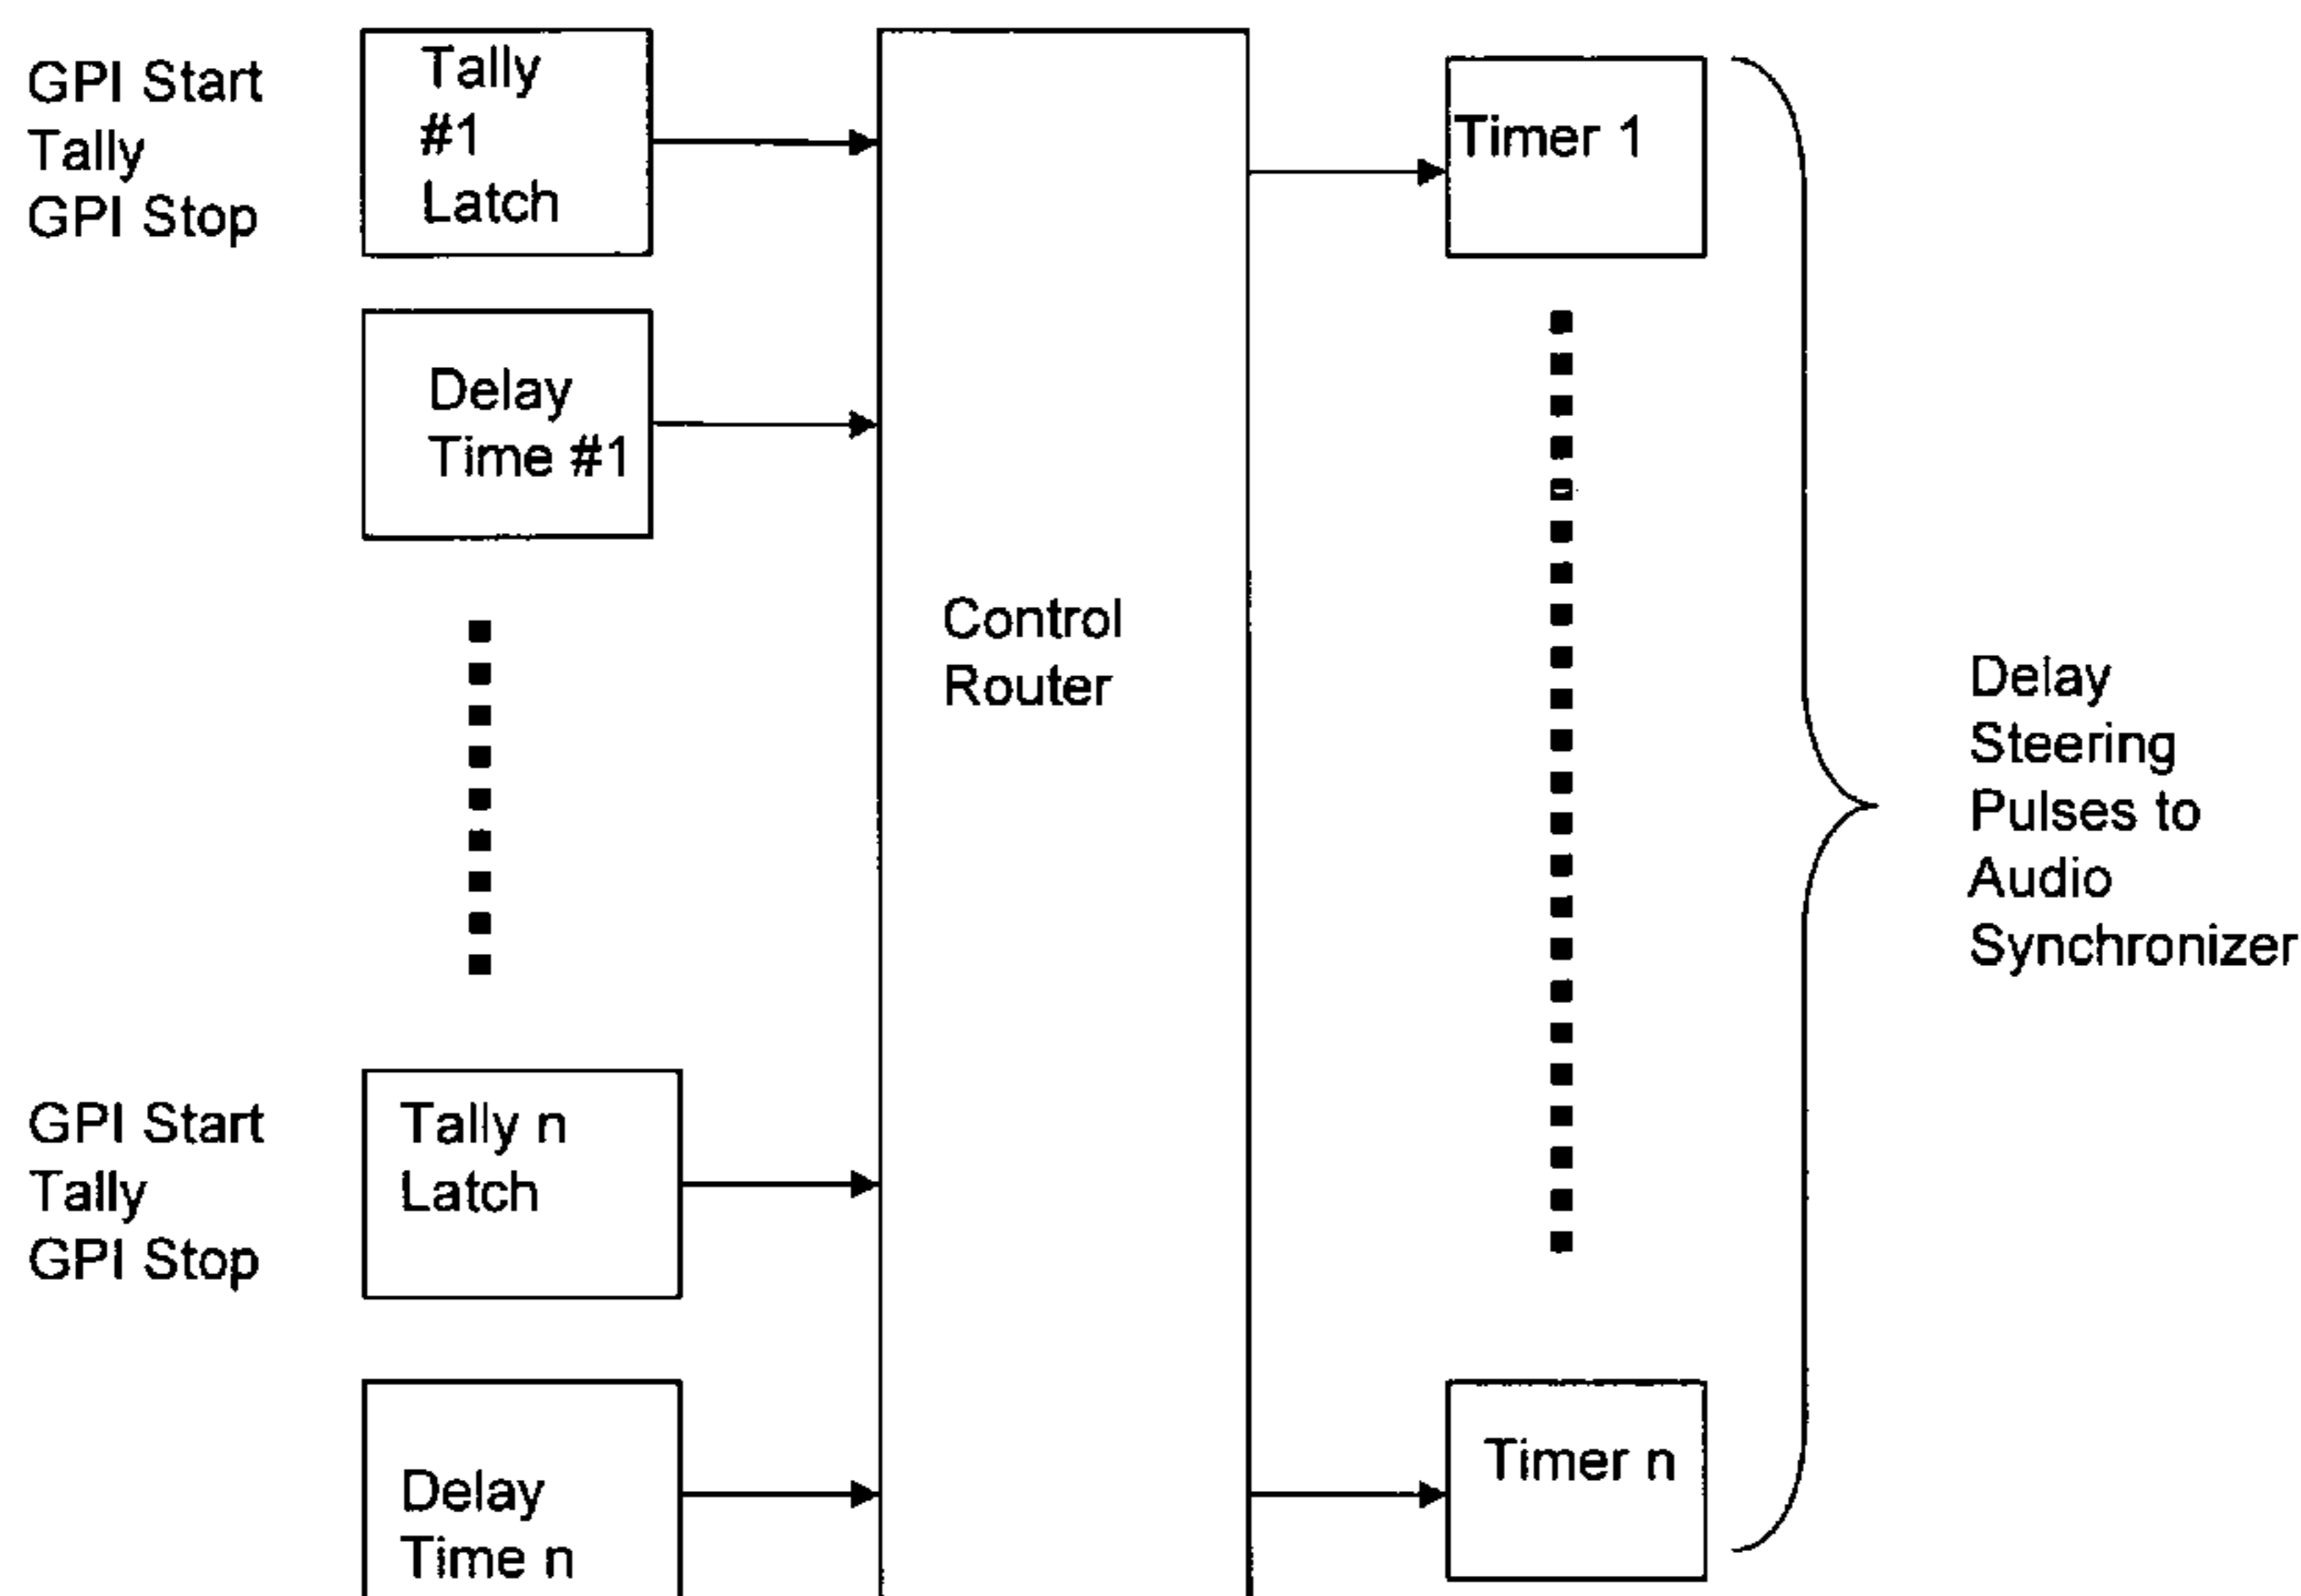 GPI Start
Tally
GPI Stop
Tally
#1
Latch
Timer 1
Delay
Time #1
Control
Router
Delay
Steering
Pulses to
Audio
Synchronizer
GPI Start
Tally
GPI Stop
Tally n
Latch
Timer n
Delay
Time n